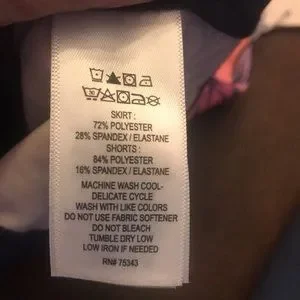 SKIRT :
72% POLYESTER
28% SPANDEX / ELASTANE
SHORTS :
84% POLYESTER
16% SPANDEX / ELASTANE
MACHINE WASH COOL-
DELICATE CYCLE
WASH WITH LIKE COLORS
DO NOT USE FABRIC SOFTENER
DO NOT BLEACH
TUMBLE DRY LOW
LOW IRON IF NEEDED
RN# 75343